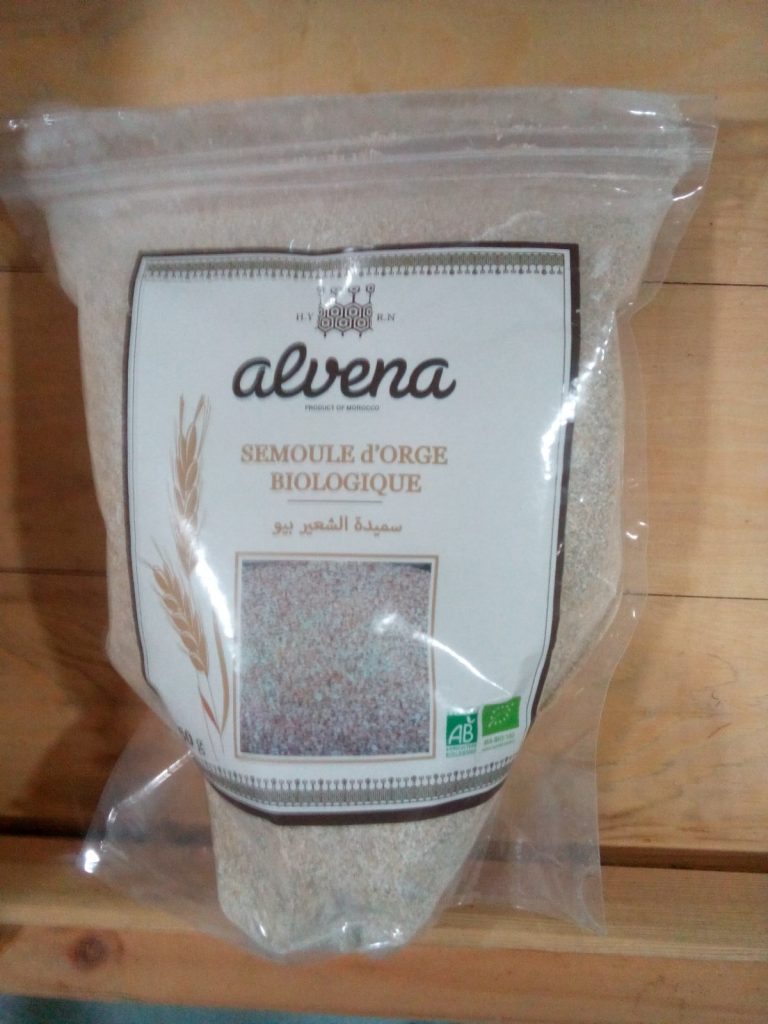 H.Y R.N
alvena
PRODUCT OF MOROCCO
SEMOULE d'ORGE
BIOLOGIQUE
سميدة الشعير بيو
AB